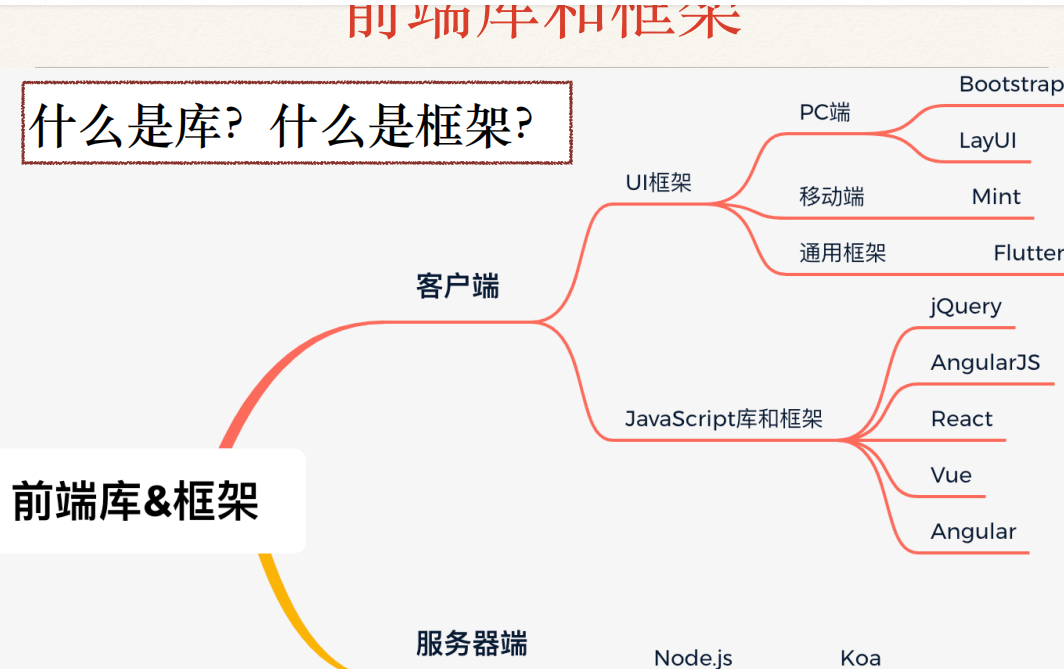 前端库和框架
什么是库？什么是框架？
PC端
Bootstrap
LayUI
UI框架
移动端
Mint
通用框架
Flutter
客户端
jQuery
AngularJS
JavaScript库和框架
React
Vue
Angular
前端库&框架
服务器端
Node.js
Koa